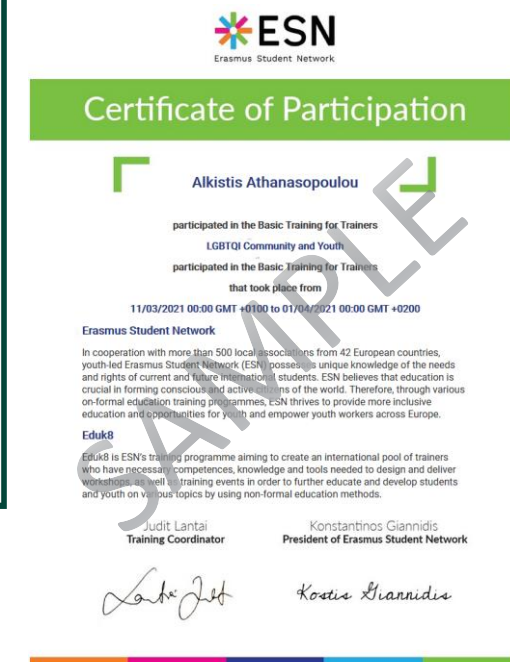 ESN
Erasmus Student Network
Certificate of Participation
Alkistis Athanasopoulou
participated in the Basic Training for Trainers
LGBTQI Community and Youth
participated in the Basic Training for Trainers
that took place from
11/03/2021 00:00 GMT +0100 to 01/04/2021 00:00 GMT +0200
Erasmus Student Network
In cooperation with more than 500 local associations from 42 European countries,
youth-led Erasmus Student Network (ESN) possesses unique knowledge of the needs
and rights of current and future international students. ESN believes that education is
crucial in forming conscious and active citizens of the world. Therefore, through various
on-formal education training programmes, ESN thrives to provide more inclusive
education and opportunities for youth and empower youth workers across Europe.
Eduk8
Eduk8 is ESN's training programme aiming to create an international pool of trainers
who have necessary competences, knowledge and tools needed to design and deliver
workshops, as well as training events in order to further educate and develop students
and youth on various topics by using non-formal education methods.
SAMPLE
Judit Lantai
Training Coordinator
Konstantinos Giannidis
President of Erasmus Student Network
Lantai Judit
Kostis Giannidis